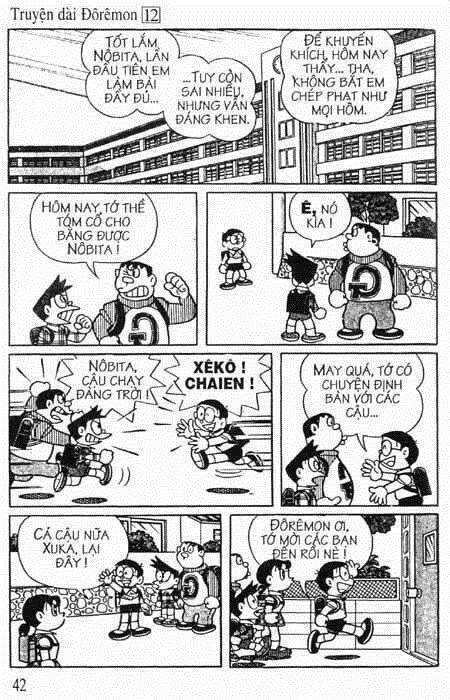 Truyện dài Đôrêmon 12
TỐT LẮM,
NÔBITA, LẦN
ĐẦU TIÊN EM
LÀM BÀI
ĐẦY ĐỦ...
...TUY CÒN
SAI NHIỀU,
NHƯNG VẪN
ĐÁNG KHEN.
ĐỂ KHUYẾN
KHÍCH, HÔM NAY
THẦY... THA,
KHÔNG BẮT EM
CHÉP PHẠT NHƯ
MỌI HÔM.
HÔM NAY, TỚ THỀ
TÓM CỔ CHO
BẰNG ĐƯỢC
NÔBITA !
Ê, NÓ
KÌA !
NÔBITA,
CẬU CHẠY
ĐẰNG TRỜI !
XÊKÔ !
CHAIEN !
MAY QUÁ, TỚ CÓ
CHUYỆN ĐỊNH
BÀN VỚI CÁC
CẬU...
CẢ CẬU NỮA
XUKA, LẠI
ĐÂY !
ĐÔRÊMON ƠI,
TỚ MỜI CÁC BẠN
ĐẾN RỒI NÈ !
G
42